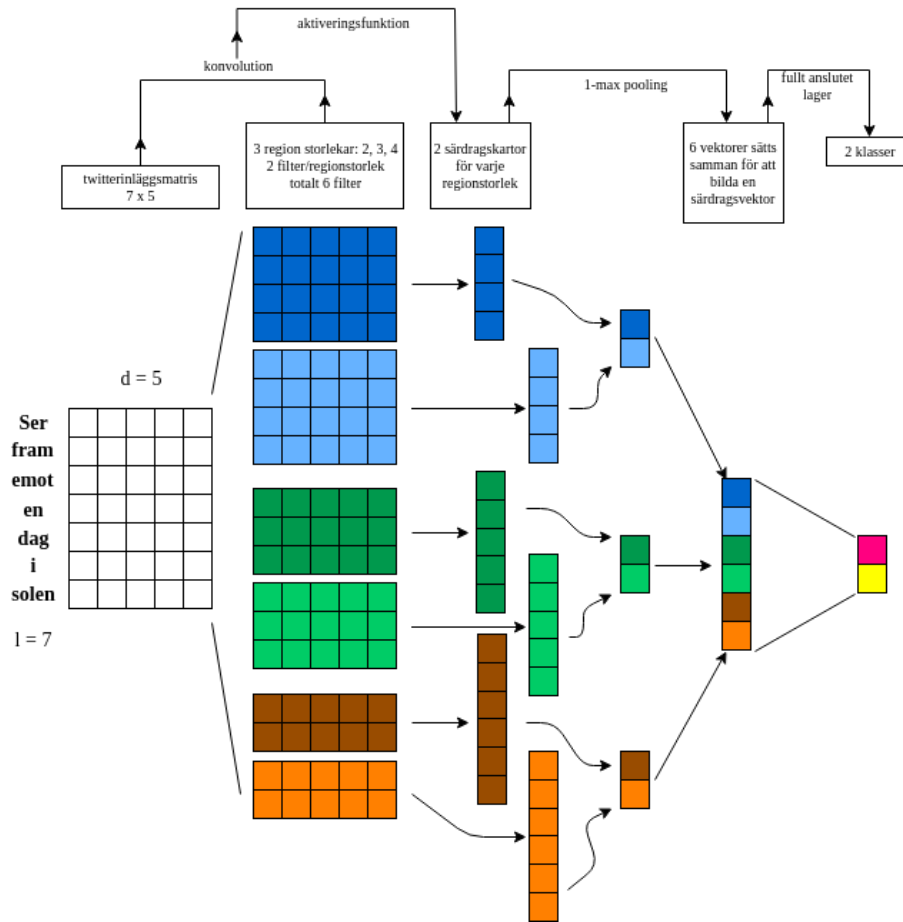 aktiveringsfunktion
konvolution
1-max pooling
fullt anslutet
lager
twitterinläggsmatris
7 x 5
3 region storlekar: 2, 3, 4
2 filter/regionstorlek
totalt 6 filter
2 särdragskartor
för varje
regionstorlek
6 vektorer sätts
samman för att
bilda en
särdragsvektor
2 klasser
d = 5
Ser
fram
emot
en
dag
i
solen
l = 7